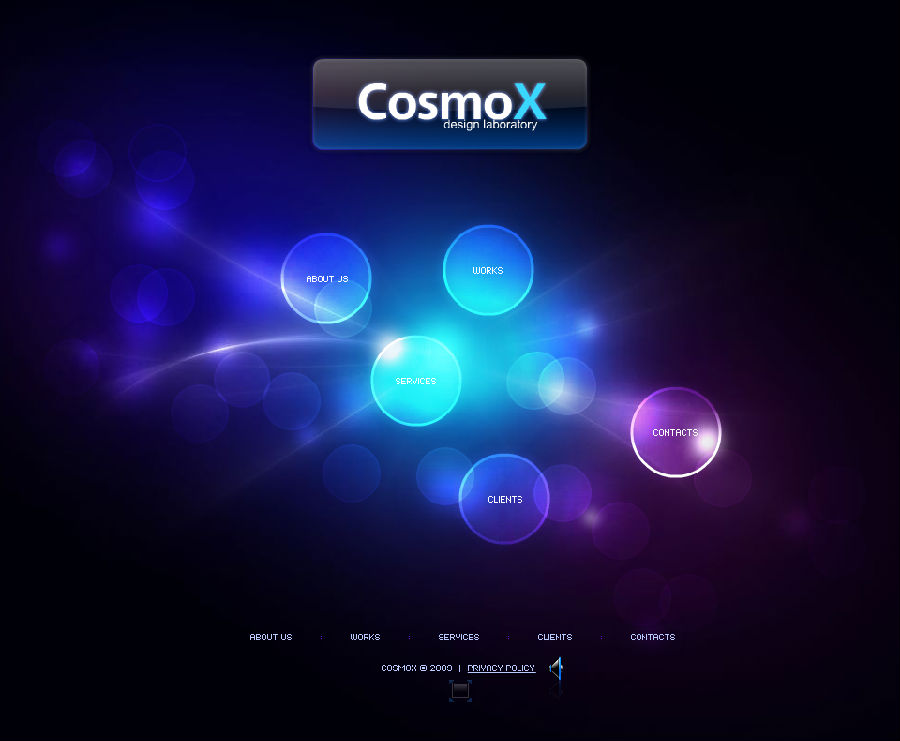 CosmoX
design laboratory
ABOUT US
WORKS
SERVICES
CONTACTS
CLIENTS
ABOUT US : WORKS : SERVICES : CLIENTS : CONTACTS
COSMOX © 2009 | PRIVACY POLICY